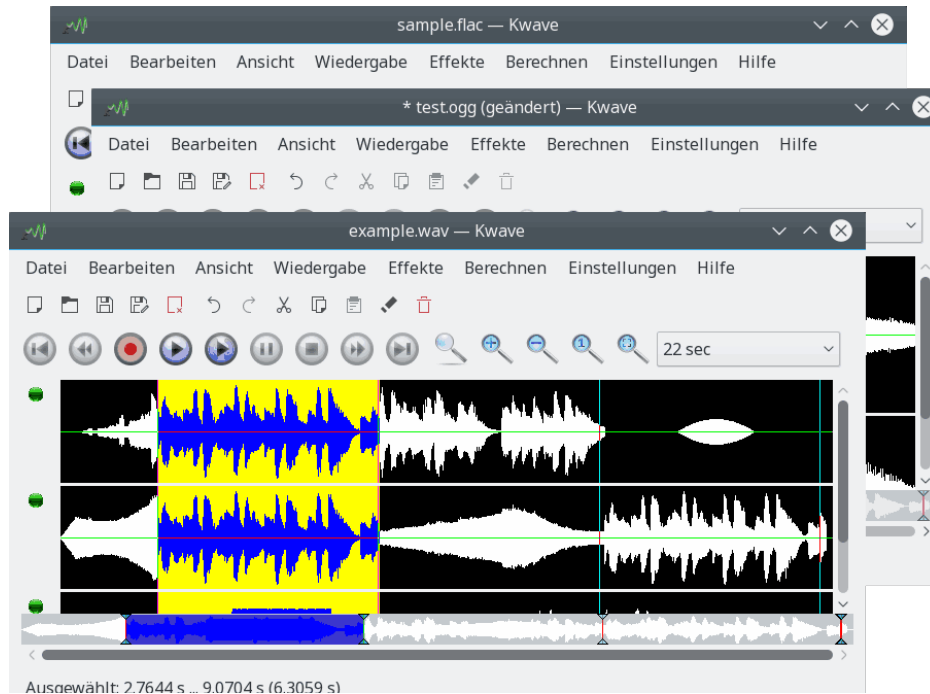 sample.flac — Kwave
Datei Bearbeiten Ansicht Wiedergabe Effekte Berechnen Einstellungen Hilfe
* test.ogg (geändert) — Kwave
Datei Bearbeiten Ansicht Wiedergabe Effekte Berechnen Einstellungen Hilfe
example.wav — Kwave
Datei Bearbeiten Ansicht Wiedergabe Effekte Berechnen Einstellungen Hilfe
22 sec
Ausgewählt: 2.7644 s ... 9.0704 s (6.3059 s)